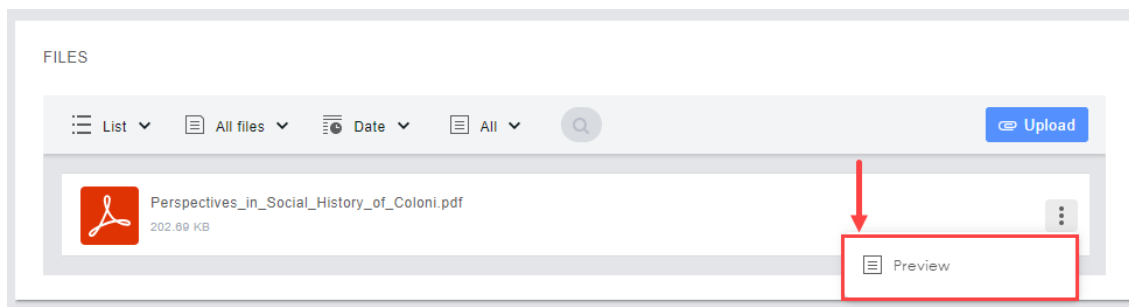 FILES
List All files Date All Upload
Perspectives_in_Social_History_of_Coloni.pdf
202.69 KB
Preview